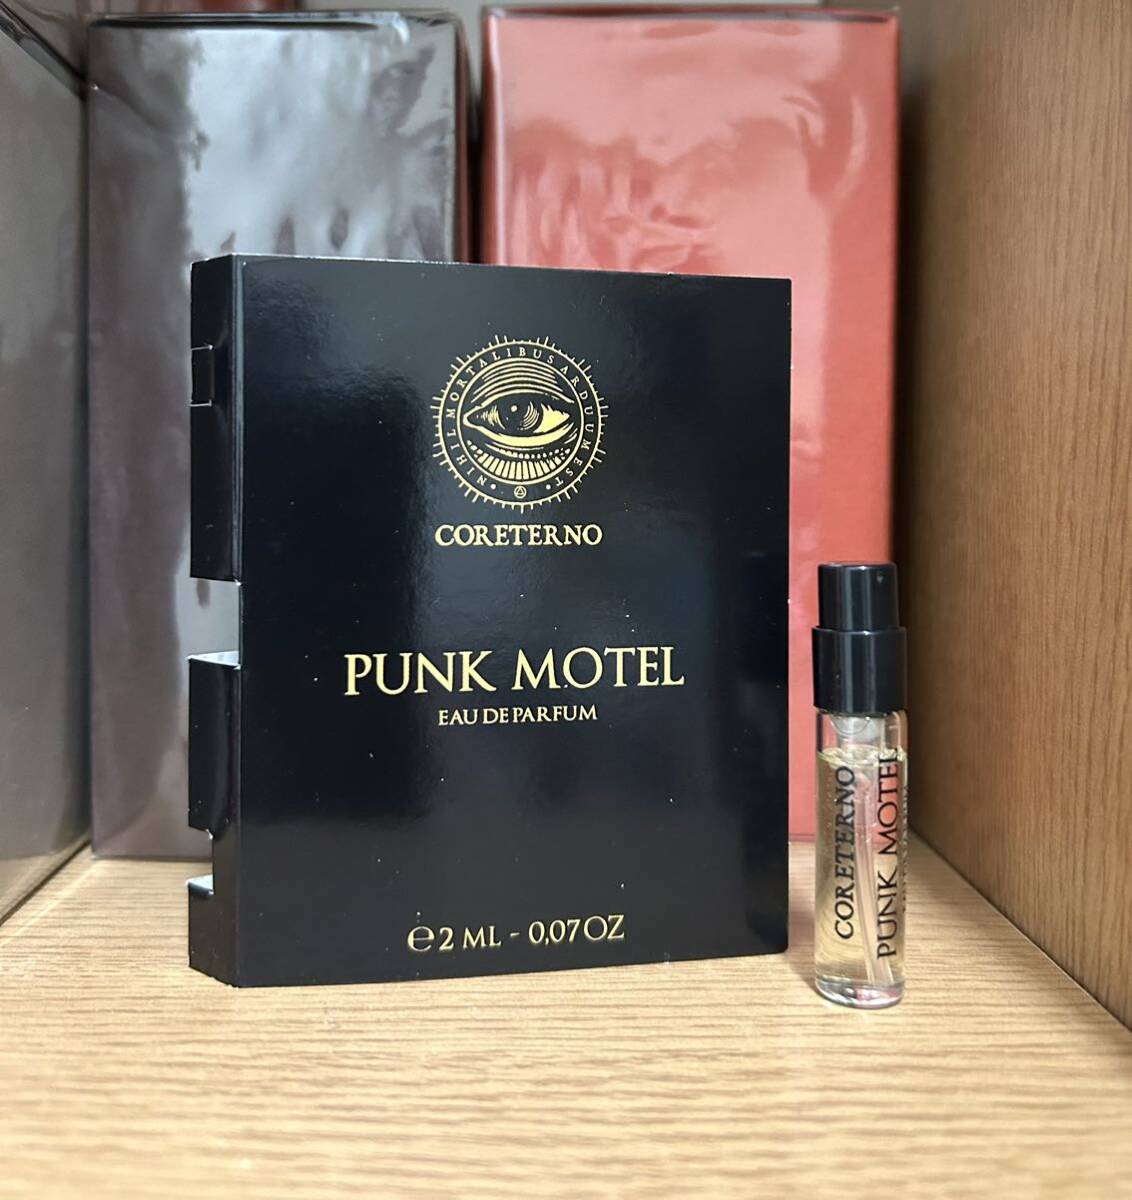 NIHIL MORTALIBUS ARDUUM EST
CORETERNO
PUNK MOTEL
EAU DE PARFUM
℮ 2 ML - 0,07 OZ
CORETERNO
PUNK MOTEL